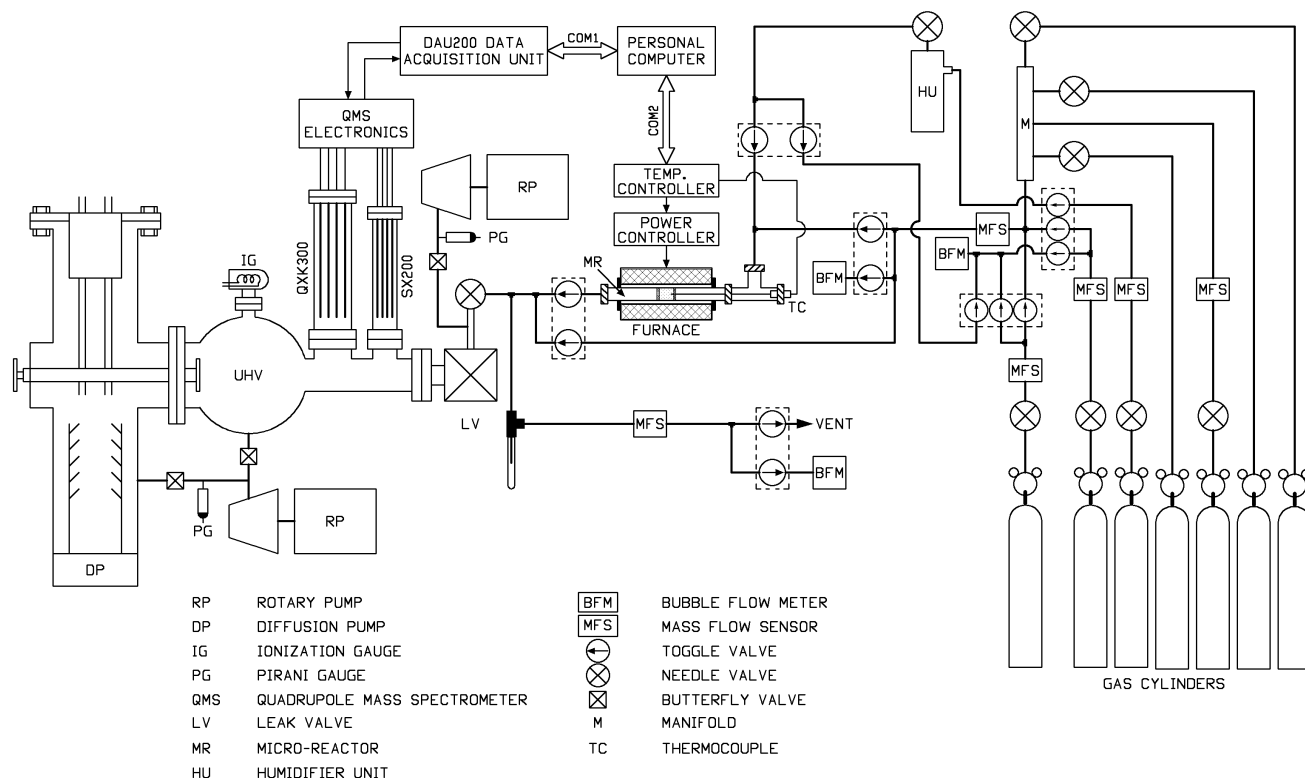 DAU200 DATA
ACQUISITION UNIT
COM1
PERSONAL
COMPUTER
QMS
ELECTRONICS
COM2
HU
M
RP
TEMP.
CONTROLLER
POWER
CONTROLLER
PG
IG
QXK300
SX200
MR
FURNACE
TC
BFM
MFS
BFM
MFS
MFS
MFS
MFS
UHV
LV
MFS
VENT
BFM
PG
RP
DP
GAS CYLINDERS
RP ROTARY PUMP
DP DIFFUSION PUMP
IG IONIZATION GAUGE
PG PIRANI GAUGE
QMS QUADRUPOLE MASS SPECTROMETER
LV LEAK VALVE
MR MICRO-REACTOR
HU HUMIDIFIER UNIT
BFM BUBBLE FLOW METER
MFS MASS FLOW SENSOR
TOGGLE VALVE
NEEDLE VALVE
BUTTERFLY VALVE
M MANIFOLD
TC THERMOCOUPLE